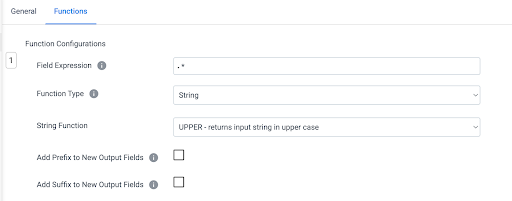 General Functions
Function Configurations
1
Field Expression i .*
Function Type i String
String Function UPPER - returns input string in upper case
Add Prefix to New Output Fields i
Add Suffix to New Output Fields i